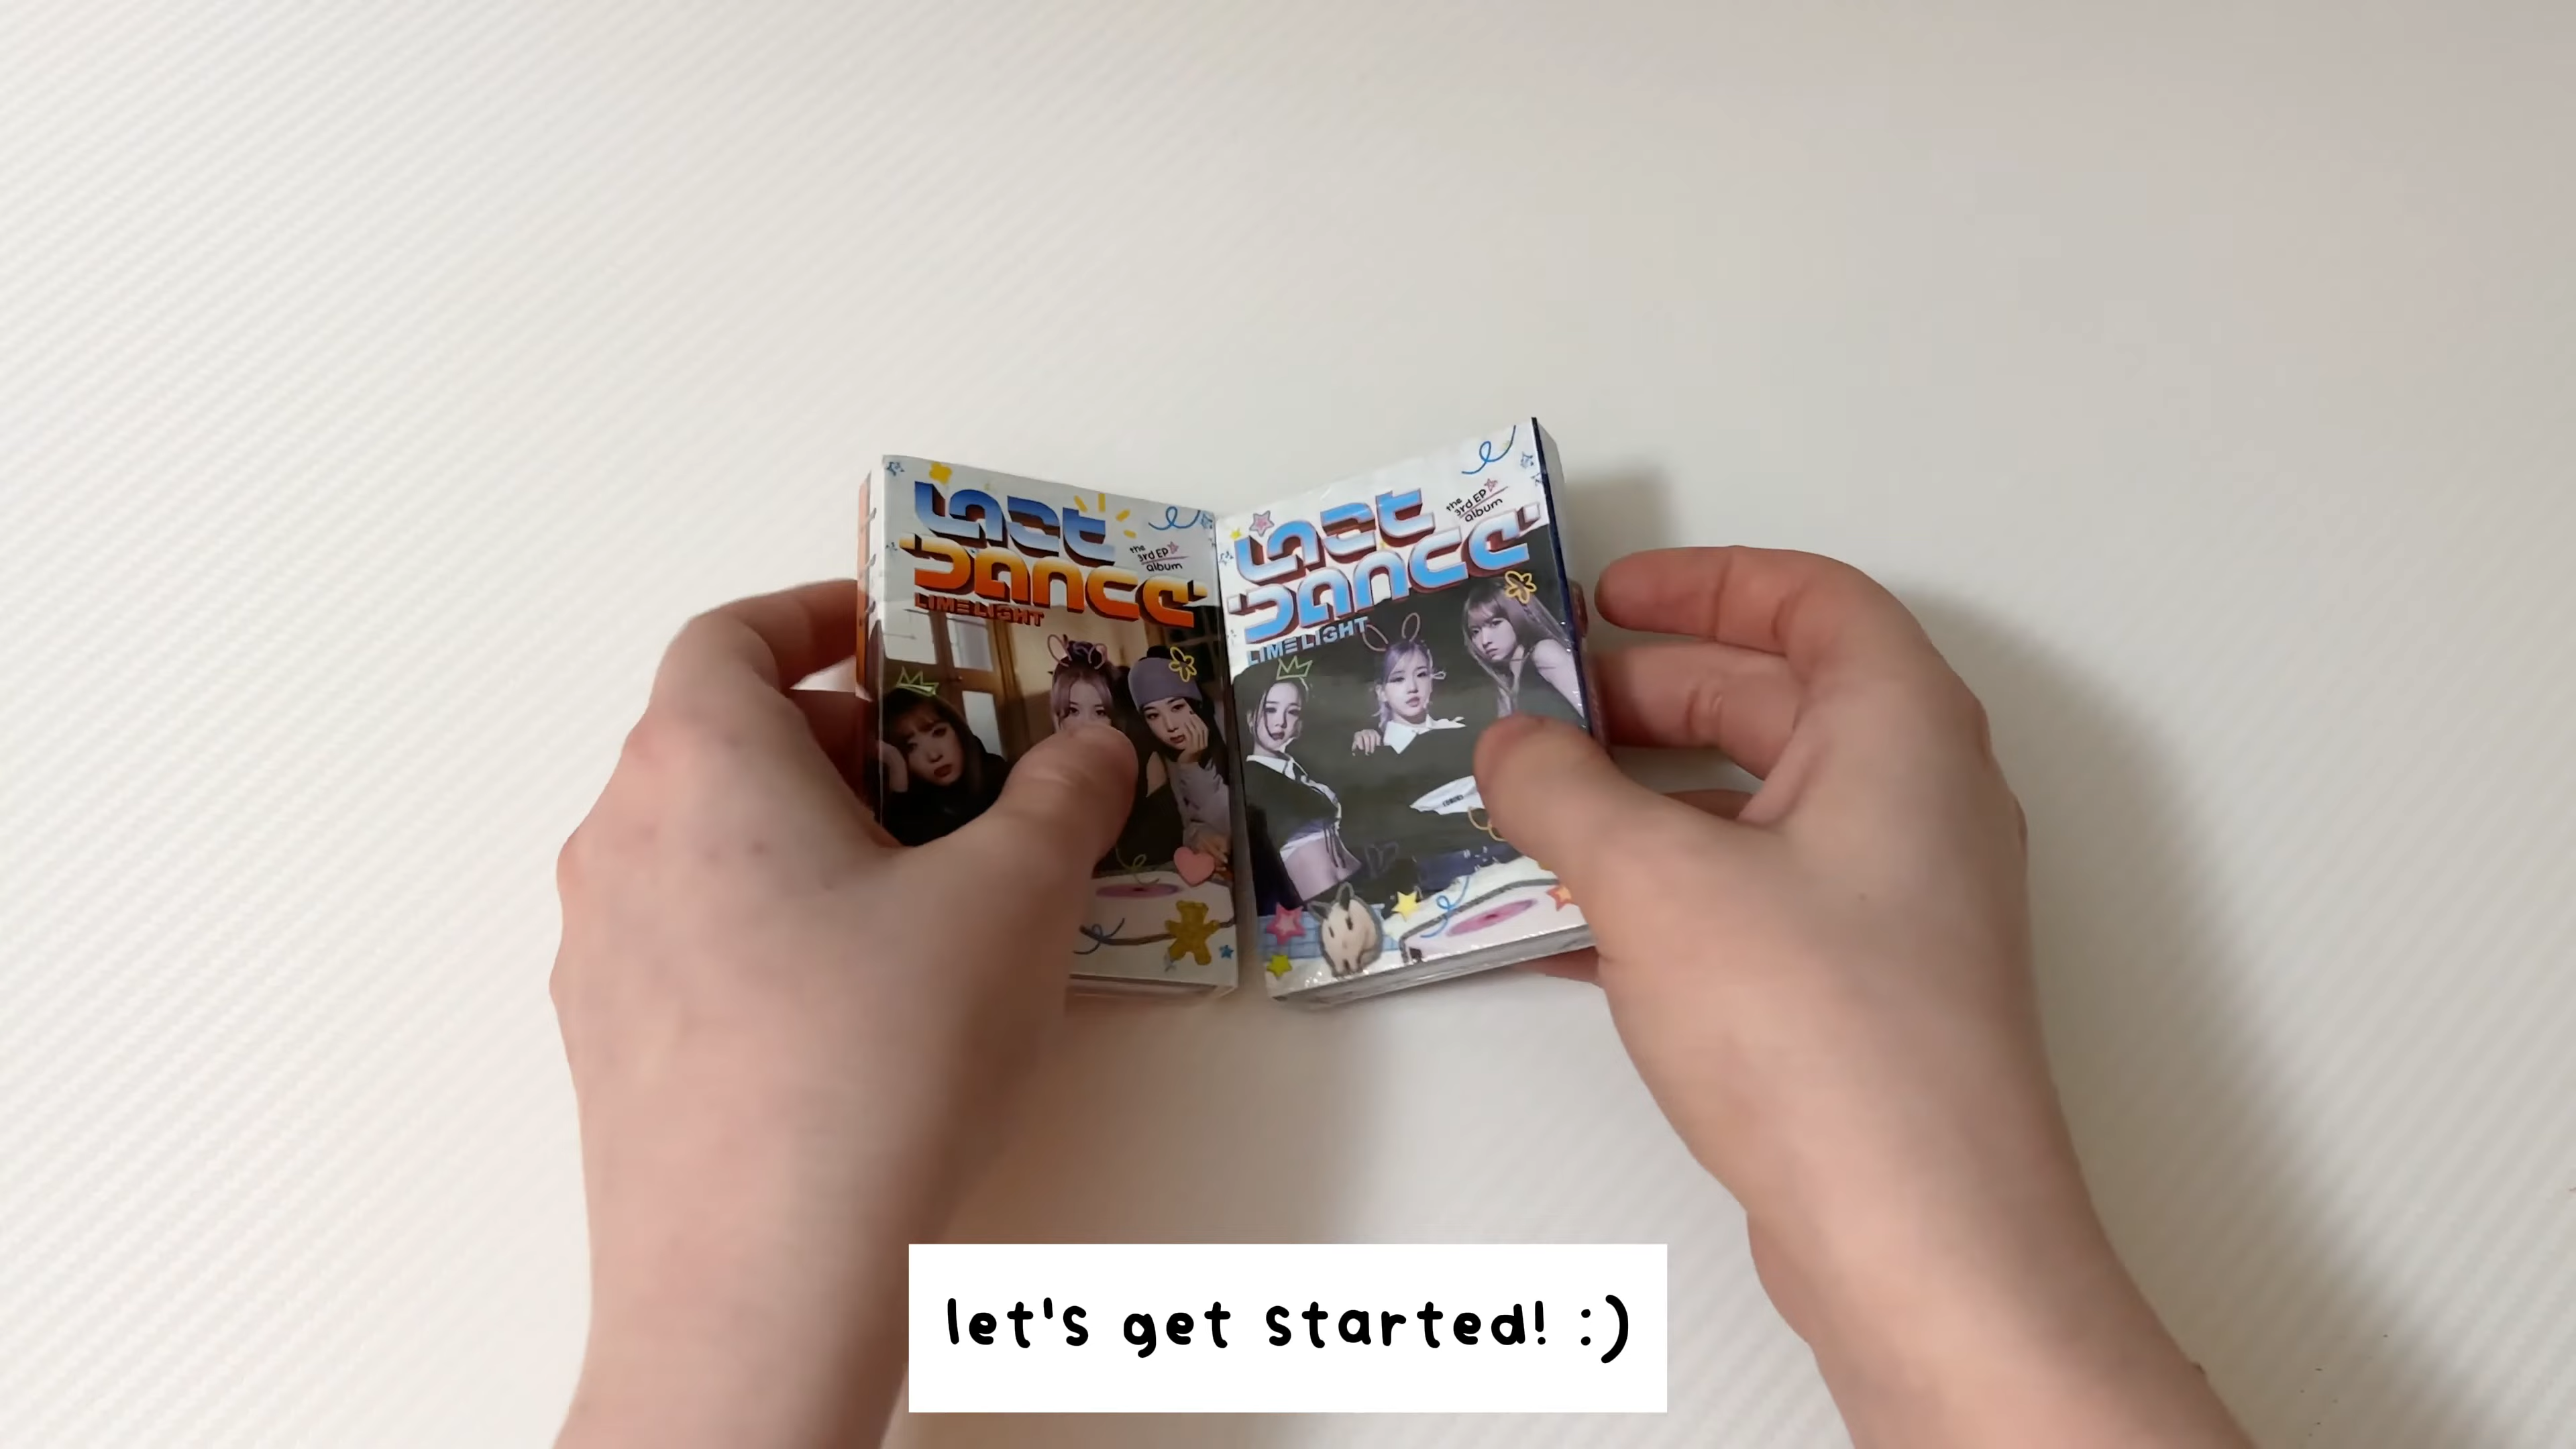 LAST
DANCE
the
3rd EP
album
LIMELIGHT
LAST
DANCE
the
3rd EP
album
LIMELIGHT
let's get started! :)